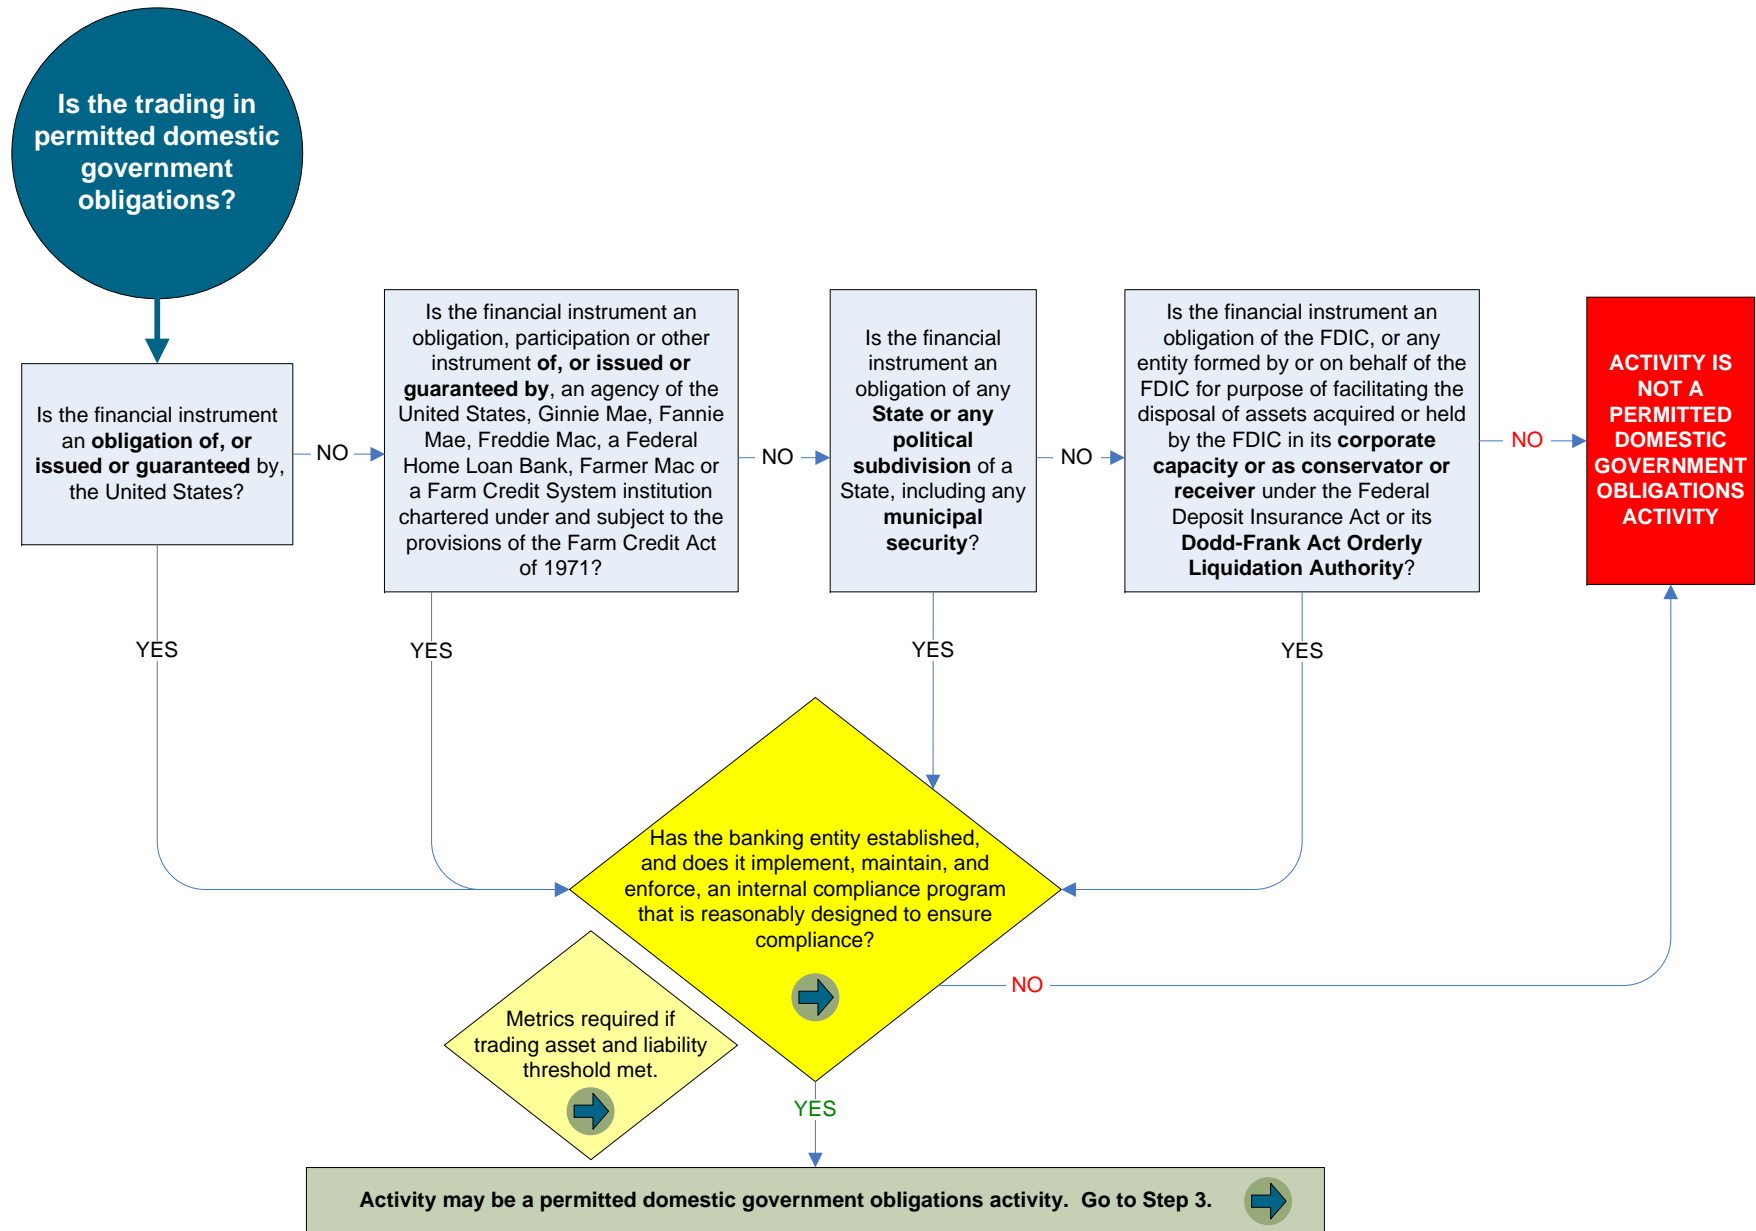 Is the trading in
permitted domestic
government
obligations?
Is the financial instrument
an obligation of, or
issued or guaranteed by,
the United States?
NO
Is the financial instrument an
obligation, participation or other
instrument of, or issued or
guaranteed by, an agency of the
United States, Ginnie Mae, Fannie
Mae, Freddie Mac, a Federal
Home Loan Bank, Farmer Mac or
a Farm Credit System institution
chartered under and subject to the
provisions of the Farm Credit Act
of 1971?
NO
Is the financial
instrument an
obligation of any
State or any
political
subdivision of a
State, including any
municipal
security?
NO
Is the financial instrument an
obligation of the FDIC, or any
entity formed by or on behalf of the
FDIC for purpose of facilitating the
disposal of assets acquired or held
by the FDIC in its corporate
capacity or as conservator or
receiver under the Federal
Deposit Insurance Act or its
Dodd-Frank Act Orderly
Liquidation Authority?
NO
ACTIVITY IS
NOT A
PERMITTED
DOMESTIC
GOVERNMENT
OBLIGATIONS
ACTIVITY
YES
YES
YES
YES
Has the banking entity established,
and does it implement, maintain, and
enforce, an internal compliance program
that is reasonably designed to ensure
compliance?
NO
Metrics required if
trading asset and liability
threshold met.
YES
Activity may be a permitted domestic government obligations activity.  Go to Step 3.